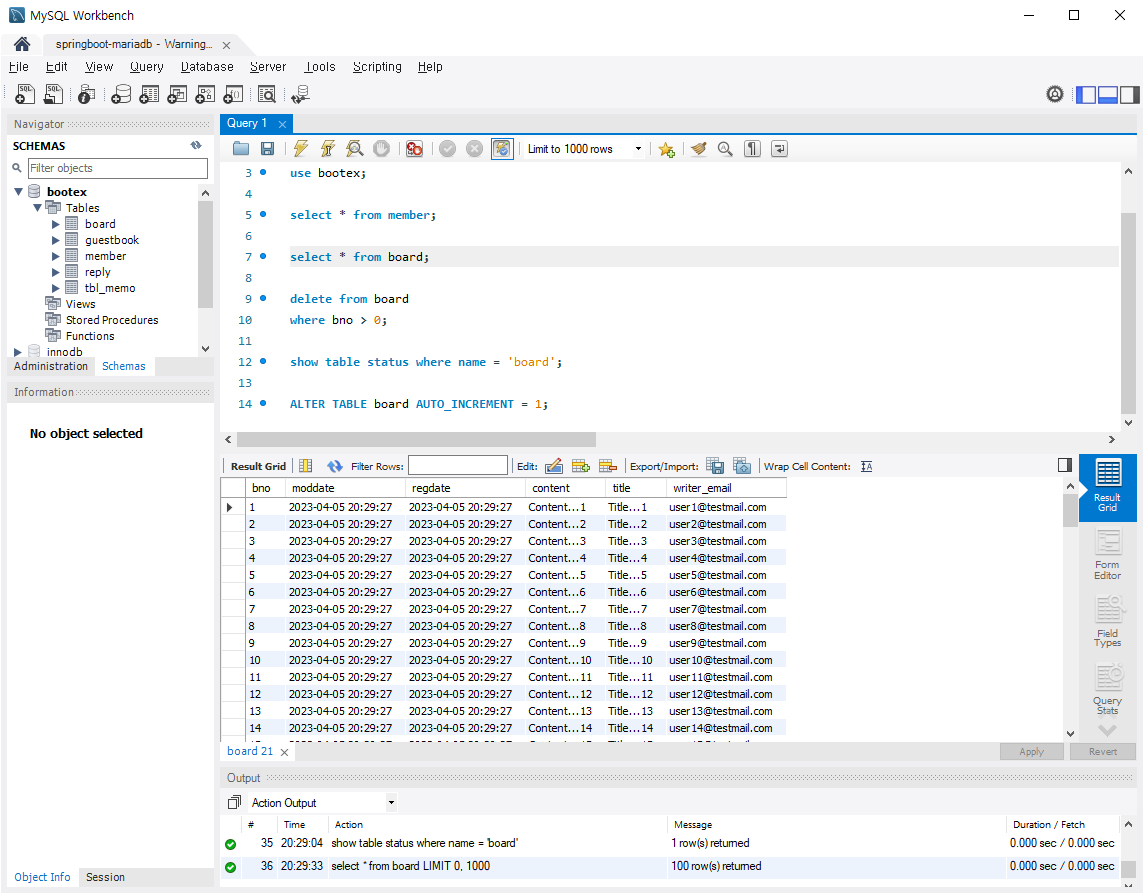 MySQL Workbench
springboot-mariadb - Warning...
File Edit View Query Database Server Tools Scripting Help
Navigator
SCHEMAS
Filter objects
bootex
Tables
board
guestbook
member
reply
tbl_memo
Views
Stored Procedures
Functions
innodb
Administration Schemas
Information
No object selected
Object Info Session
Query 1
Limit to 1000 rows
3 use bootex;
4
5 select * from member;
6
7 select * from board;
8
9 delete from board
10 where bno > 0;
11
12 show table status where name = 'board';
13
14 ALTER TABLE board AUTO_INCREMENT = 1;
Result Grid Filter Rows: Edit: Export/Import: Wrap Cell Content:
bno moddate regdate content title writer_email
1 2023-04-05 20:29:27 2023-04-05 20:29:27 Content...1 Title...1 user1@testmail.com
2 2023-04-05 20:29:27 2023-04-05 20:29:27 Content...2 Title...2 user2@testmail.com
3 2023-04-05 20:29:27 2023-04-05 20:29:27 Content...3 Title...3 user3@testmail.com
4 2023-04-05 20:29:27 2023-04-05 20:29:27 Content...4 Title...4 user4@testmail.com
5 2023-04-05 20:29:27 2023-04-05 20:29:27 Content...5 Title...5 user5@testmail.com
6 2023-04-05 20:29:27 2023-04-05 20:29:27 Content...6 Title...6 user6@testmail.com
7 2023-04-05 20:29:27 2023-04-05 20:29:27 Content...7 Title...7 user7@testmail.com
8 2023-04-05 20:29:27 2023-04-05 20:29:27 Content...8 Title...8 user8@testmail.com
9 2023-04-05 20:29:27 2023-04-05 20:29:27 Content...9 Title...9 user9@testmail.com
10 2023-04-05 20:29:27 2023-04-05 20:29:27 Content...10 Title...10 user10@testmail.com
11 2023-04-05 20:29:27 2023-04-05 20:29:27 Content...11 Title...11 user11@testmail.com
12 2023-04-05 20:29:27 2023-04-05 20:29:27 Content...12 Title...12 user12@testmail.com
13 2023-04-05 20:29:27 2023-04-05 20:29:27 Content...13 Title...13 user13@testmail.com
14 2023-04-05 20:29:27 2023-04-05 20:29:27 Content...14 Title...14 user14@testmail.com
Result
Grid
Form
Editor
Field
Types
Query
Stats
board 21
Apply Revert
Output
Action Output
# Time Action Message Duration / Fetch
35 20:29:04 show table status where name = 'board' 1 row(s) returned 0.000 sec / 0.000 sec
36 20:29:33 select * from board LIMIT 0, 1000 100 row(s) returned 0.000 sec / 0.000 sec